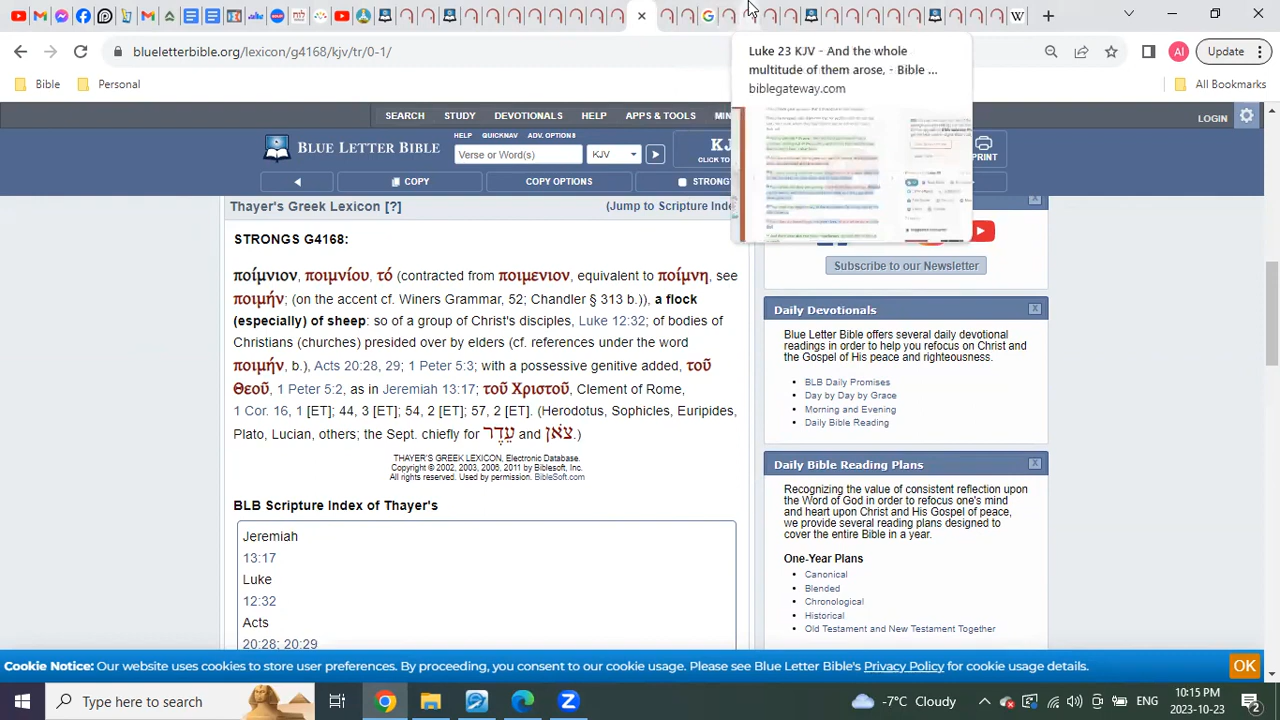 blueletterbible.org/lexicon/g4168/kjv/tr/0-1/
AI
Update
Bible
Personal
All Bookmarks
Luke 23 KJV - And the whole
multitude of them arose, - Bible ...
biblegateway.com
STUDY
DEVOTIONALS
HELP
APPS &
LOGIN
BLUE LETTER BIBLE
HELP
QUICKNAV
ADV. OPTIONS
KJ
CLICK TO
PRINT
Thayer's Greek Lexicon [?]
(Jump to Scripture Index
ποίμνιον, ποιμνίου, τό (contracted from ποιμενιον, equivalent to ποίμνη, see
ποιμήν; (on the accent cf. Winers Grammar, 52; Chandler § 313 b.)), a flock
(especially) of sheep: so of a group of Christ's disciples, Luke 12:32; of bodies of
Christians (churches) presided over by elders (cf. references under the word
ποιμήν, b.), Acts 20:28, 29; 1 Peter 5:3; with a possessive genitive added, τοῦ
Θεοῦ, 1 Peter 5:2, as in Jeremiah 13:17; τοῦ Χριστοῦ, Clement of Rome,
1 Cor. 16, 1 [ET]; 44, 3 [ET]; 54, 2 [ET]; 57, 2 [ET]. (Herodotus, Sophicles, Euripides,
Plato, Lucian, others; the Sept. chiefly for עֵדֶר and צֹאן.)
THAYER'S GREEK LEXICON, Electronic Database.
Copyright © 2002, 2003, 2006, 2011 by Biblesoft, Inc.
All rights reserved. Used by permission. BibleSoft.com
BLB Scripture Index of Thayer's
Jeremiah
13:17
Luke
12:32
Acts
20:28; 20:29
Subscribe to our Newsletter
Daily Devotionals
Blue Letter Bible offers several daily devotional
readings in order to help you refocus on Christ and
the Gospel of His peace and righteousness.
BLB Daily Promises
Day by Day by Grace
Morning and Evening
Daily Bible Reading
Daily Bible Reading Plans
Recognizing the value of consistent reflection upon
the Word of God in order to refocus one's mind
and heart upon Christ and His Gospel of peace,
we provide several reading plans designed to
cover the entire Bible in a year.
One-Year Plans
Canonical
Blended
Chronological
Historical
Old Testament and New Testament Together
Cookie Notice: Our website uses cookies to store user preferences. By proceeding, you consent to our cookie usage. Please see Blue Letter Bible's Privacy Policy for cookie usage details.
OK
Type here to search
-7°C Cloudy
ENG
10:15 PM
2023-10-23
2